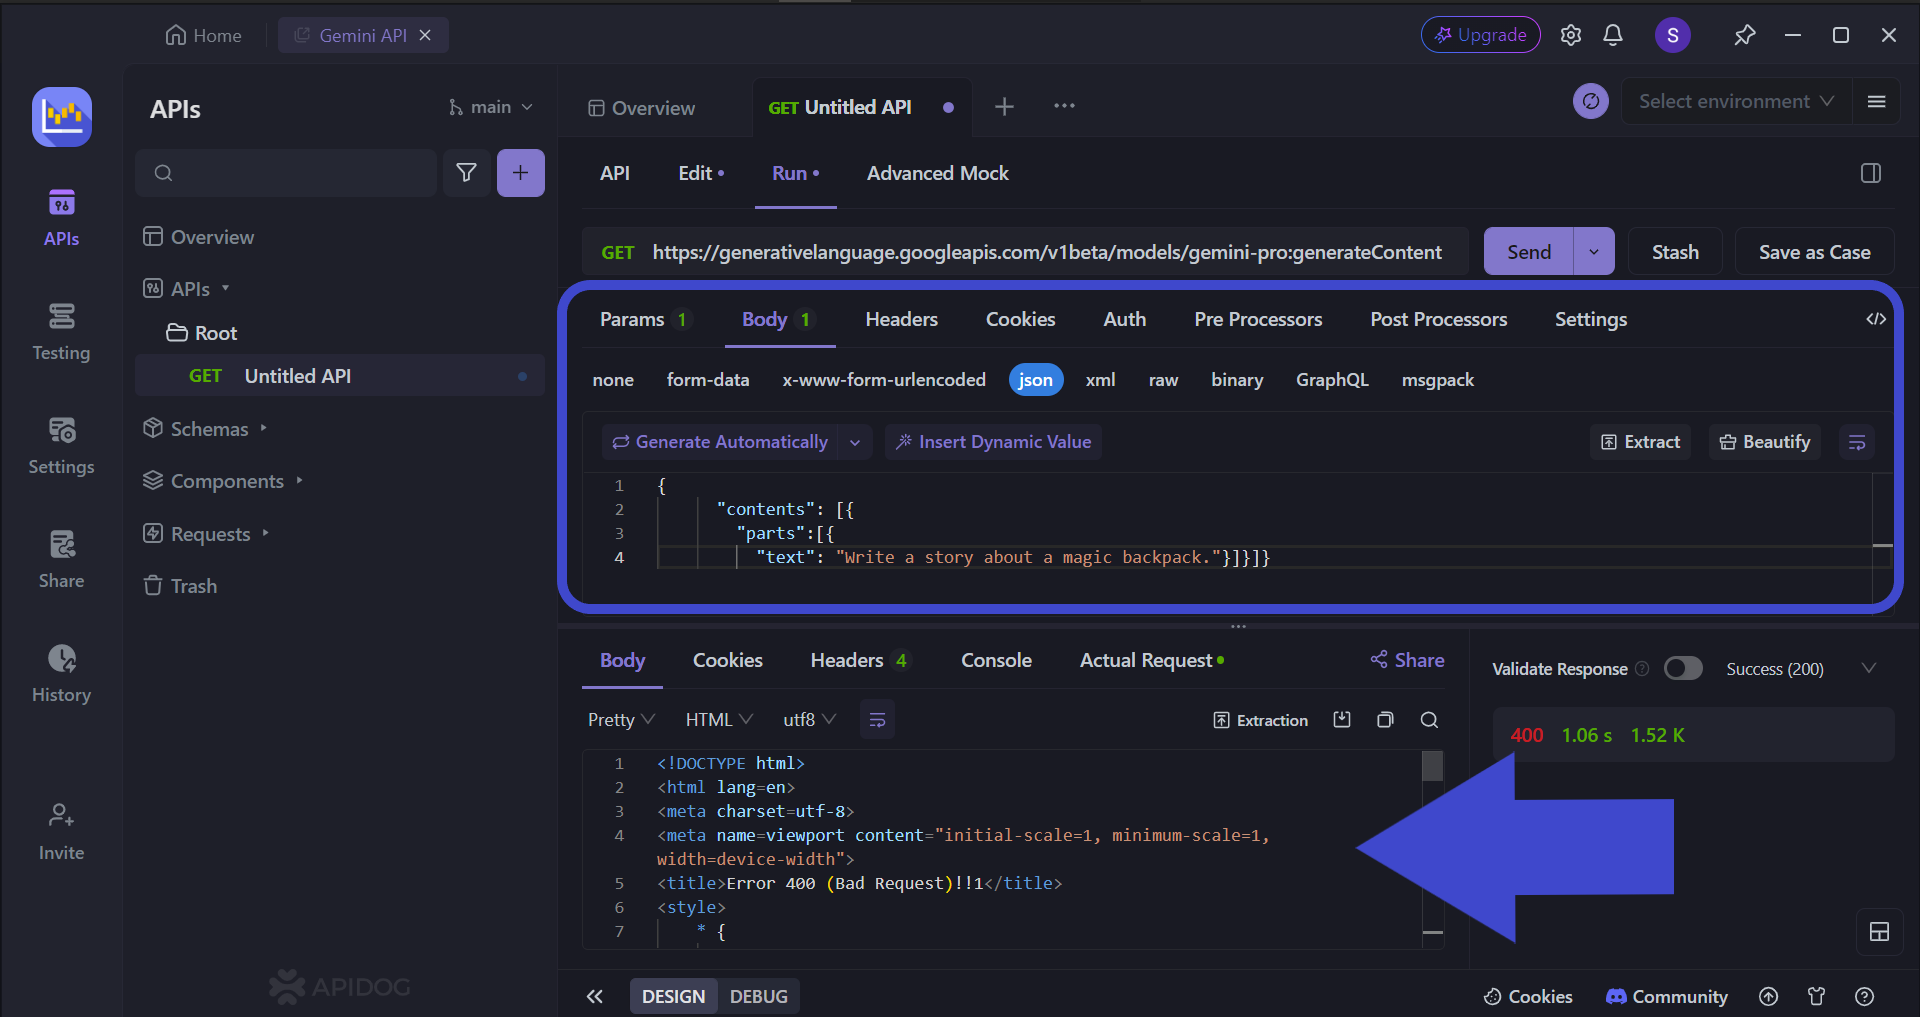 Home
Gemini API
Upgrade
S
APIs
main
Overview
GET Untitled API
Select environment
APIs
Testing
Settings
Share
History
Invite
Overview
APIs
Root
GET Untitled API
Schemas
Components
Requests
Trash
APIDOG
API
Edit
Run
Advanced Mock
GET https://generativelanguage.googleapis.com/v1beta/models/gemini-pro:generateContent
Send
Stash
Save as Case
Params 1
Body 1
Headers
Cookies
Auth
Pre Processors
Post Processors
Settings
none
form-data
x-www-form-urlencoded
json
xml
raw
binary
GraphQL
msgpack
Generate Automatically
Insert Dynamic Value
Extract
Beautify
1 {
2 "contents": [{
3 "parts":[{
4 "text": "Write a story about a magic backpack."}]}]}
Body
Cookies
Headers 4
Console
Actual Request
Share
Pretty
HTML
utf8
Extraction
1 <!DOCTYPE html>
2 <html lang=en>
3 <meta charset=utf-8>
4 <meta name=viewport content="initial-scale=1, minimum-scale=1,
width=device-width">
5 <title>Error 400 (Bad Request)!!1</title>
6 <style>
7 * {
Validate Response
Success (200)
400 1.06 s 1.52 K
DESIGN
DEBUG
Cookies
Community